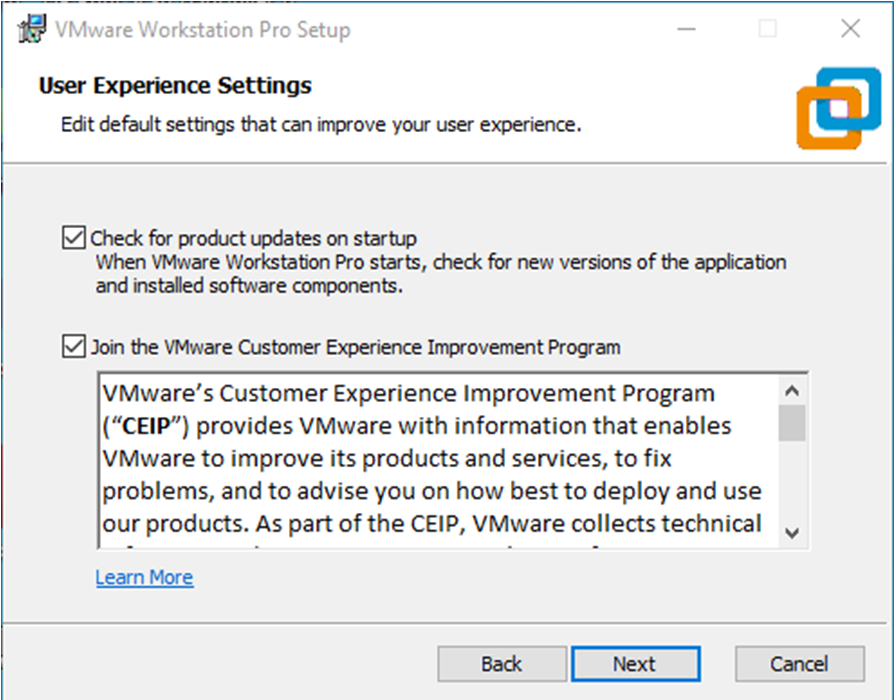 VMware Workstation Pro Setup
User Experience Settings
Edit default settings that can improve your user experience.
Check for product updates on startup
When VMware Workstation Pro starts, check for new versions of the application
and installed software components.
Join the VMware Customer Experience Improvement Program
VMware’s Customer Experience Improvement Program
(“CEIP”) provides VMware with information that enables
VMware to improve its products and services, to fix
problems, and to advise you on how best to deploy and use
our products. As part of the CEIP, VMware collects technical
Learn More
Back
Next
Cancel